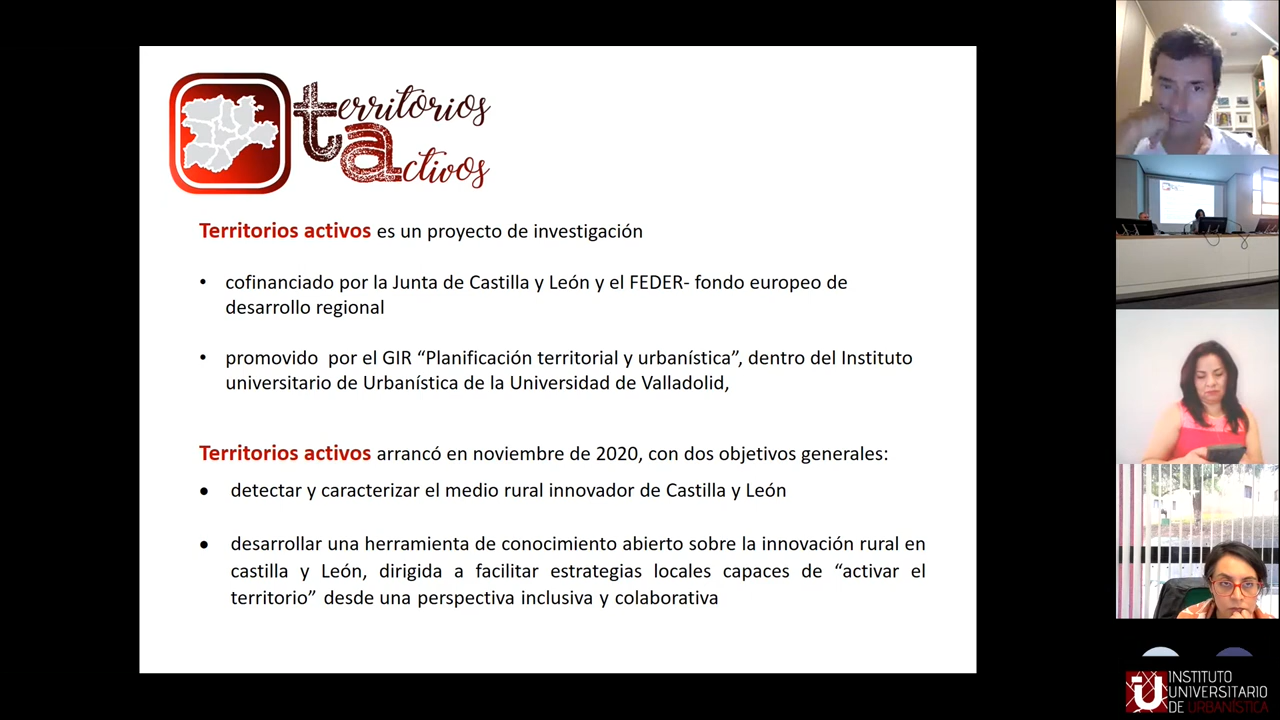 territorios
activos
Territorios activos es un proyecto de investigación
• cofinanciado por la Junta de Castilla y León y el FEDER- fondo europeo de
desarrollo regional
• promovido por el GIR “Planificación territorial y urbanística”, dentro del Instituto
universitario de Urbanística de la Universidad de Valladolid,
Territorios activos arrancó en noviembre de 2020, con dos objetivos generales:
• detectar y caracterizar el medio rural innovador de Castilla y León
• desarrollar una herramienta de conocimiento abierto sobre la innovación rural en
castilla y León, dirigida a facilitar estrategias locales capaces de “activar el
territorio” desde una perspectiva inclusiva y colaborativa
INSTITUTO
UNIVERSITARIO
DE URBANÍSTICA